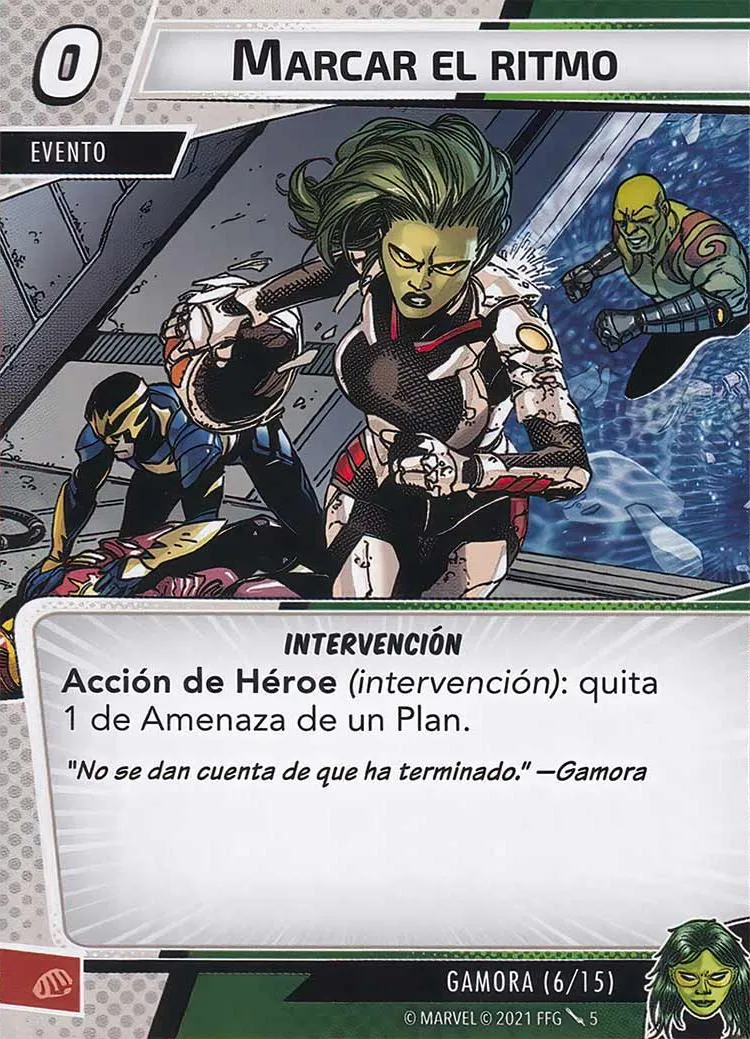 0
MARCAR EL RITMO
EVENTO
INTERVENCIÓN
Acción de Héroe (intervención): quita
1 de Amenaza de un Plan.
"No se dan cuenta de que ha terminado." —Gamora
GAMORA (6/15)
© MARVEL © 2021 FFG 5